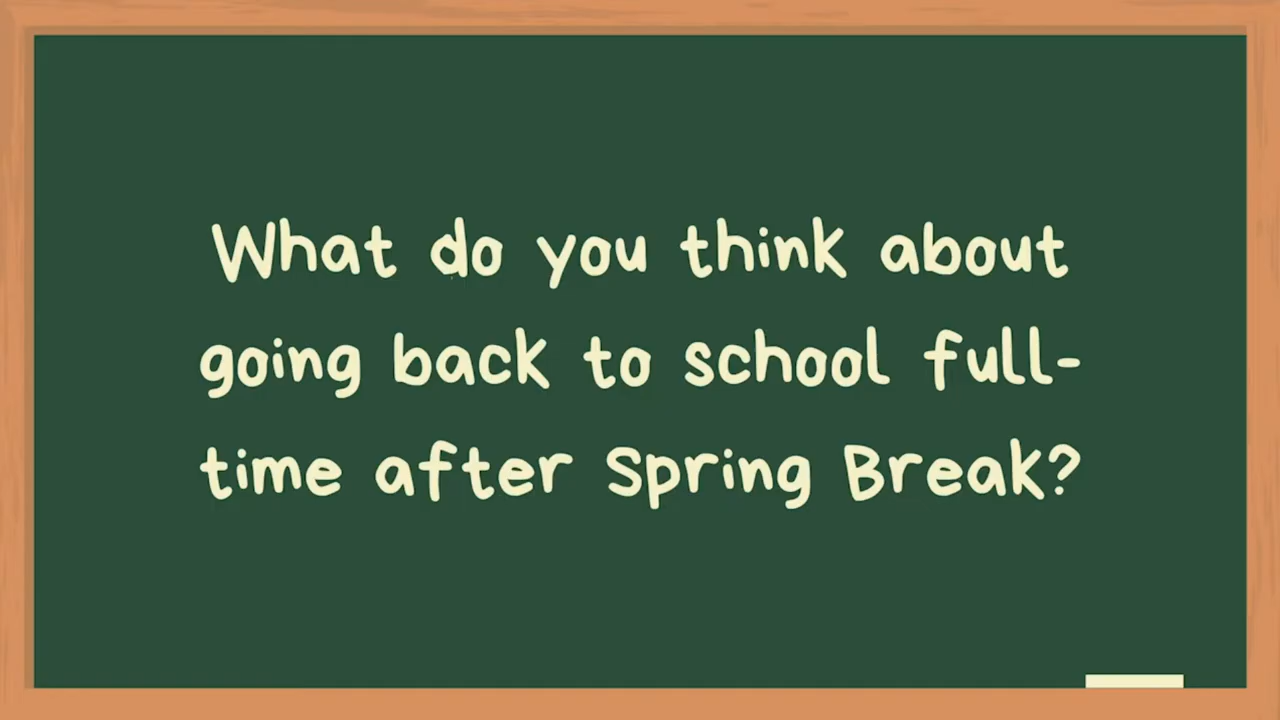 What do you think about
going back to school full-
time after Spring Break?